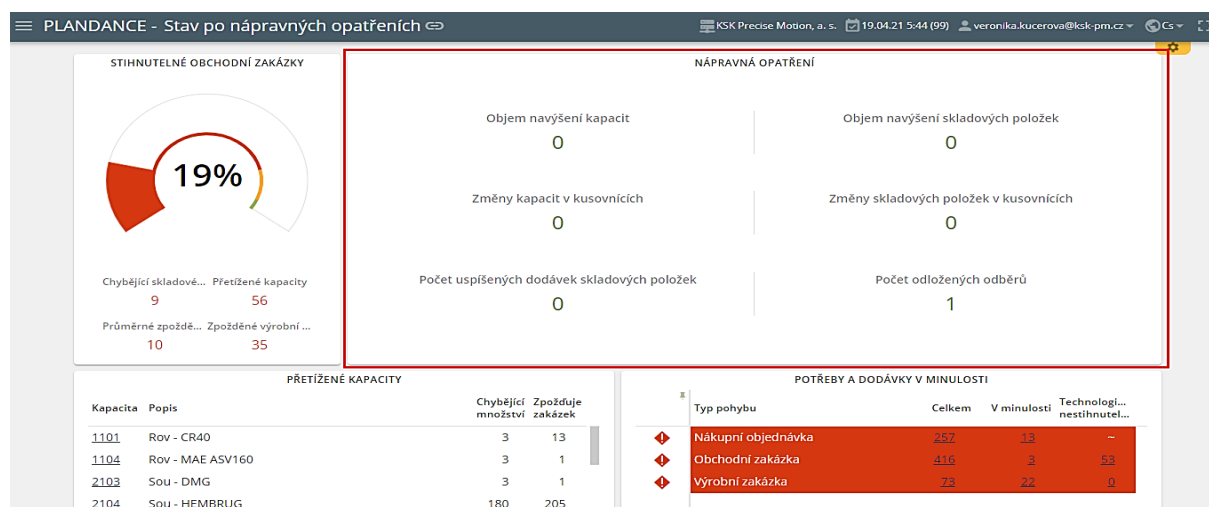 PLANDANCE - Stav po nápravných opatřeních
KSK Precise Motion, a. s. 19.04.21 5:44 (99) veronika.kucerova@ksk-pm.cz Cs
STIHNUTELNÉ OBCHODNÍ ZAKÁZKY
19%
Chybějící skladové... Přetížené kapacity
9 56
Průměrné zpoždě... Zpožděné výrobní ...
10 35
NÁPRAVNÁ OPATŘENÍ
Objem navýšení kapacit Objem navýšení skladových položek
0 0
Změny kapacit v kusovnících Změny skladových položek v kusovnících
0 0
Počet uspíšených dodávek skladových položek Počet odložených odběrů
0 1
PŘETÍŽENÉ KAPACITY
Kapacita Popis Chybějící množství Zpožďuje zakázek
1101 Rov - CR40 3 13
1104 Rov - MAE ASV160 3 1
2103 Sou - DMG 3 1
2104 Sou - HEMBRUG 180 205
POTŘEBY A DODÁVKY V MINULOSTI
Typ pohybu Celkem V minulosti Technologi... nestihnutel...
Nákupní objednávka 257 13 ~
Obchodní zakázka 416 3 53
Výrobní zakázka 73 22 0